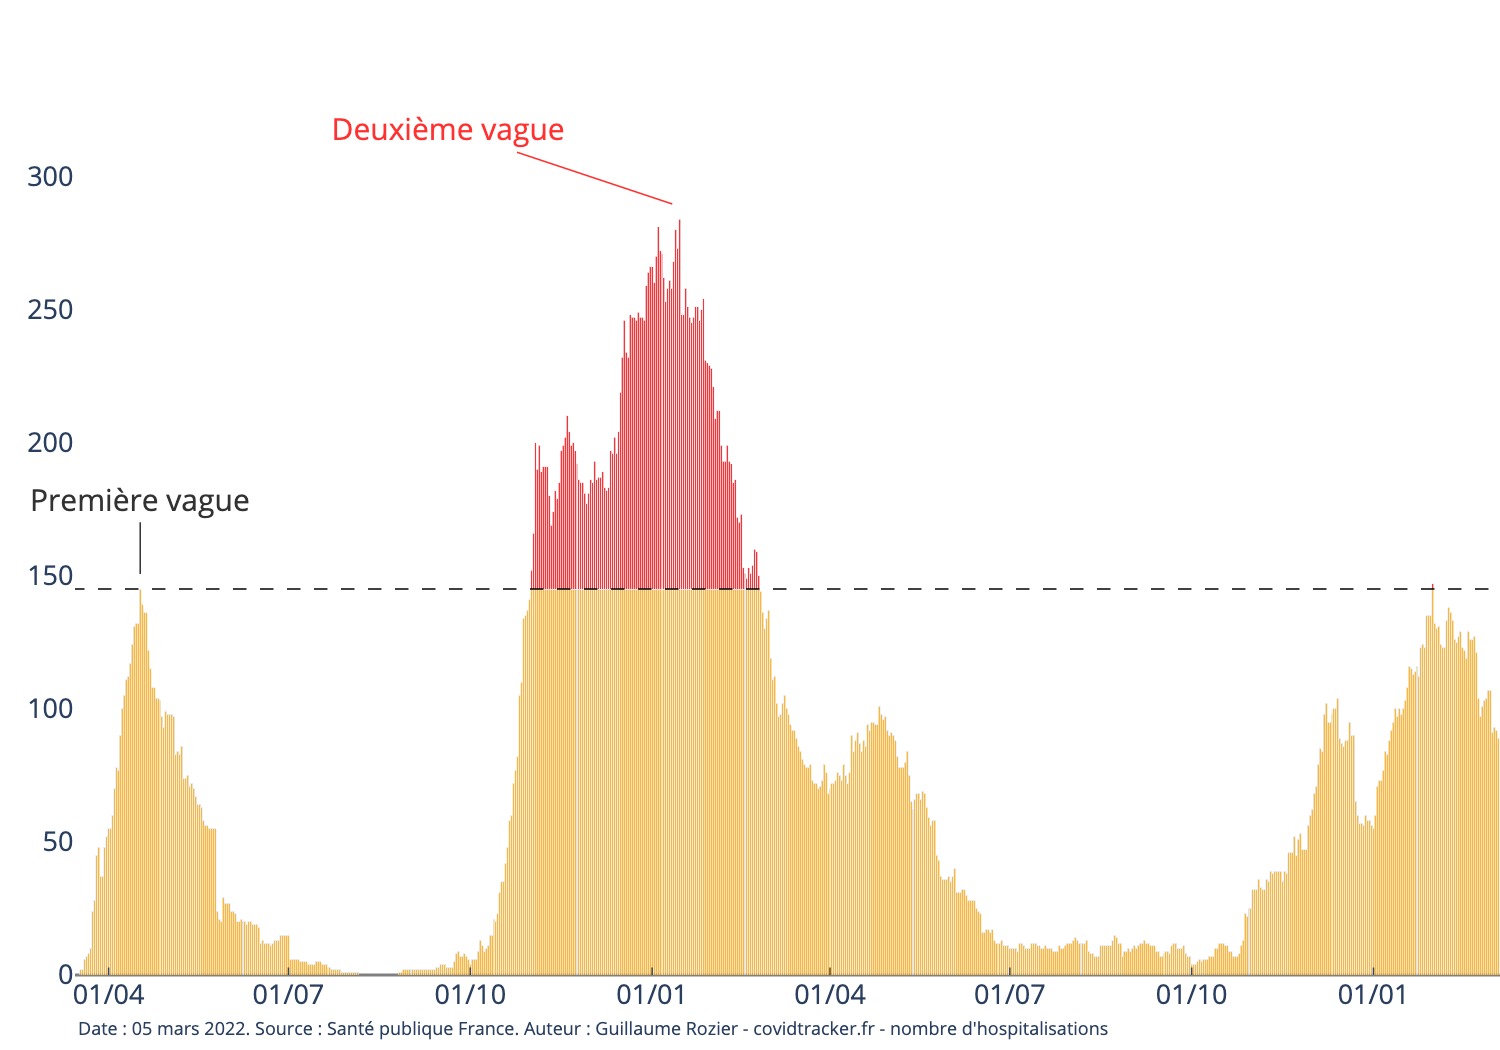 Deuxième vague
300
250
200
Première vague
150
100
50
0
01/04 01/07 01/10 01/01 01/04 01/07 01/10 01/01
Date : 05 mars 2022. Source : Santé publique France. Auteur : Guillaume Rozier - covidtracker.fr - nombre d'hospitalisations